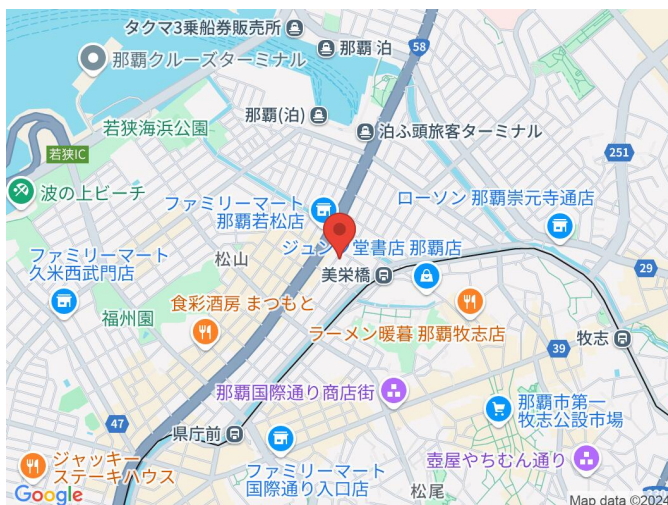 タクマ3乗船券販売所
那覇 泊
58
那覇クルーズターミナル
那覇(泊)
泊ふ頭旅客ターミナル
若狭海浜公園
若狭IC
251
波の上ビーチ
ファミリーマート
那覇若松店
ローソン 那覇崇元寺通店
ジュン
堂書店 那覇店
29
松山
ファミリーマート
久米西武門店
美栄橋
食彩酒房 まつもと
福州園
ラーメン暖暮 那覇牧志店
牧志
39
那覇国際通り商店街
那覇市第一
牧志公設市場
47
県庁前
壺屋やちむん通り
ジャッキー
ステーキハウス
ファミリーマート
国際通り入口店
松尾
Google
Map data ©2024